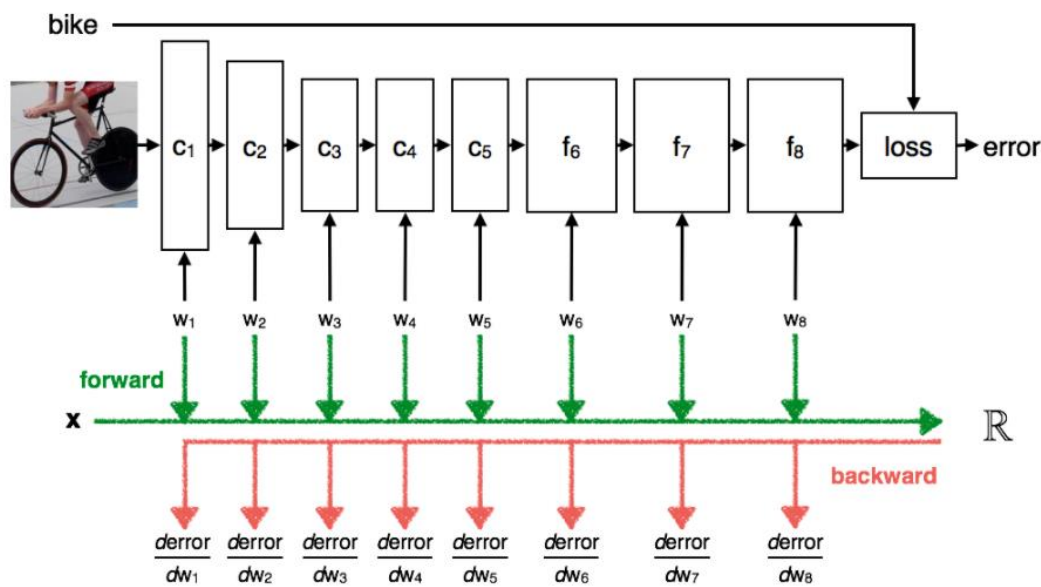 bike
c₁ c₂ c₃ c₄ c₅ f₆ f₇ f₈ loss error
w₁ w₂ w₃ w₄ w₅ w₆ w₇ w₈
forward
x ℝ
backward
derror derror derror derror derror derror derror derror
dw₁ dw₂ dw₃ dw₄ dw₅ dw₆ dw₇ dw₈